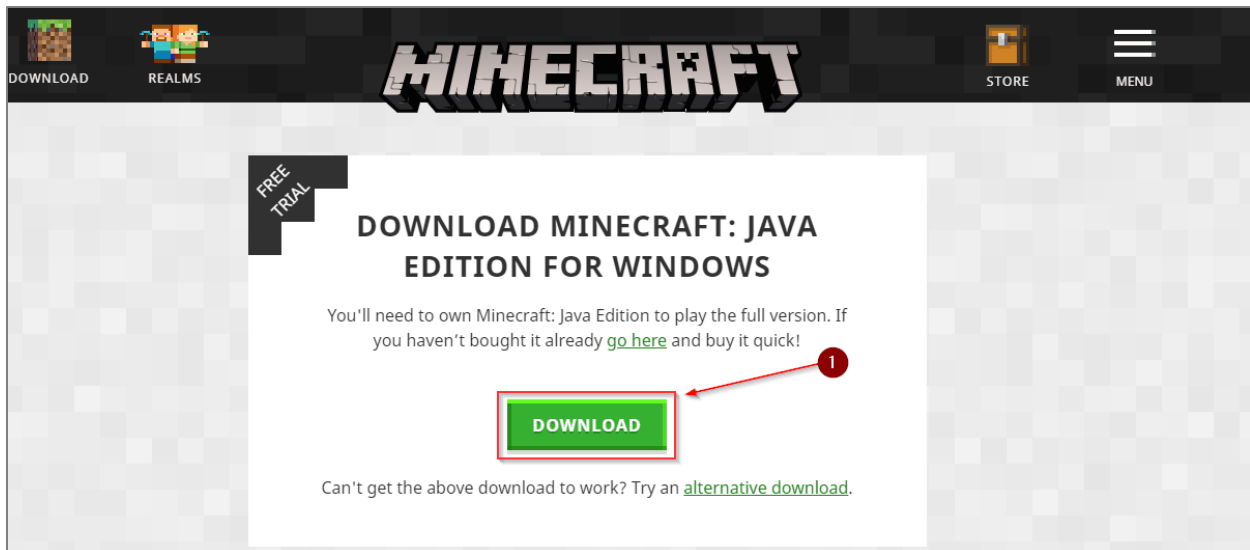 DOWNLOAD
REALMS
MINECRAFT
STORE
MENU
FREE
TRIAL
DOWNLOAD MINECRAFT: JAVA
EDITION FOR WINDOWS
You'll need to own Minecraft: Java Edition to play the full version. If
you haven’t bought it already go here and buy it quick!
1
DOWNLOAD
Can't get the above download to work? Try an alternative download.